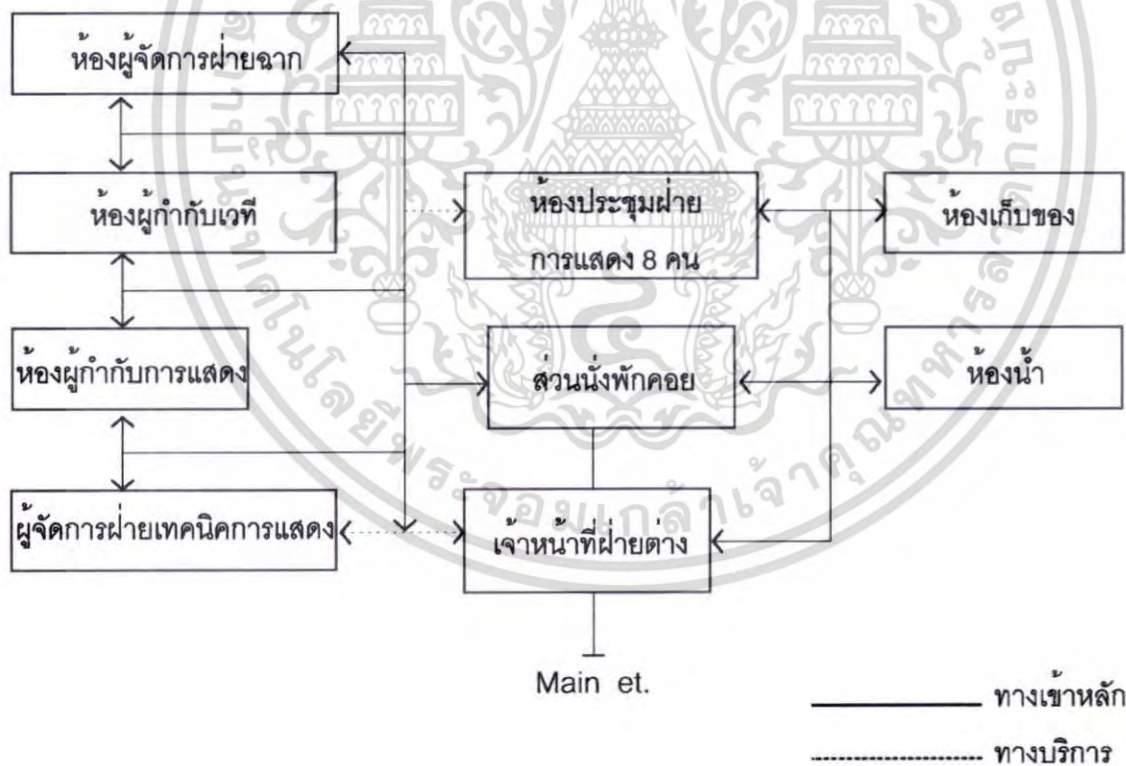 ห้องผู้จัดการฝ่ายฉาก
ห้องผู้กำกับเวที
ห้องประชุมฝ่าย
การแสดง 8 คน
ห้องเก็บของ
ห้องผู้กำกับการแสดง
ส่วนนั่งพักคอย
ห้องน้ำ
ผู้จัดการฝ่ายเทคนิคการแสดง
เจ้าหน้าที่ฝ่ายต่าง
Main et.
ทางเข้าหลัก
ทางบริการ